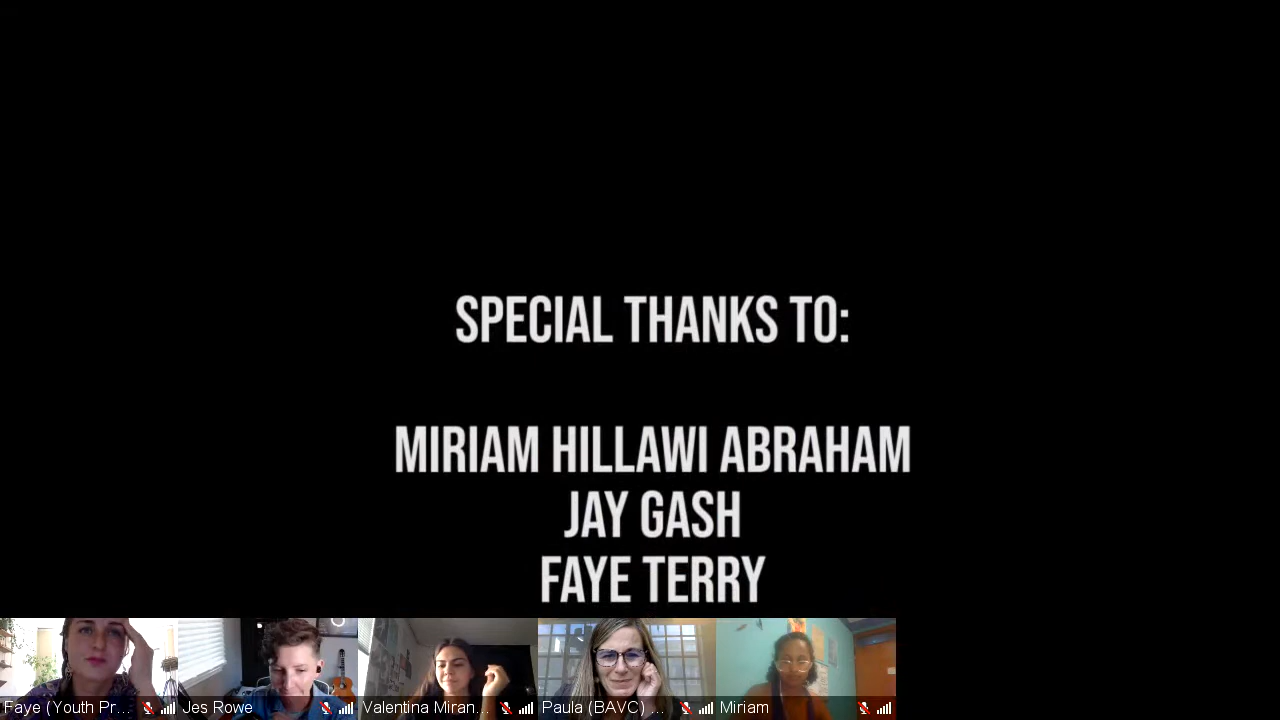 SPECIAL THANKS TO:
MIRIAM HILLAWI ABRAHAM
JAY GASH
FAYE TERRY
Faye (Youth Pr...
Jes Rowe
Valentina Miran...
Paula (BAVC) ...
Miriam